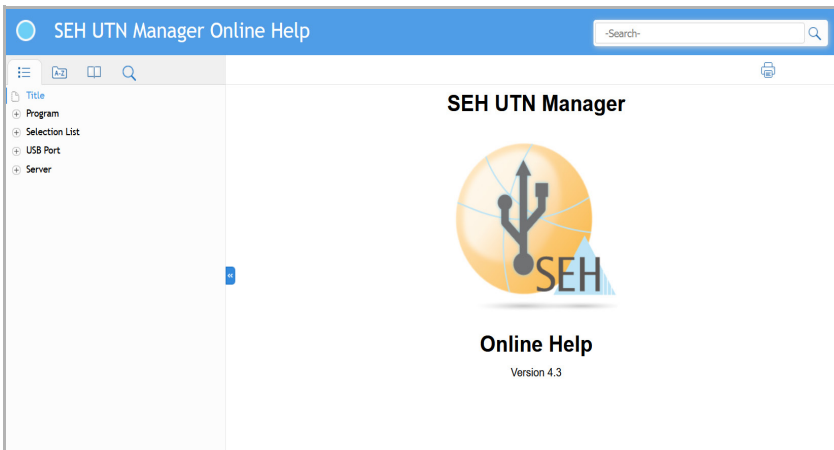 SEH UTN Manager Online Help
-Search-
A-Z
Title
Program
Selection List
USB Port
Server
SEH UTN Manager
SEH
Online Help
Version 4.3